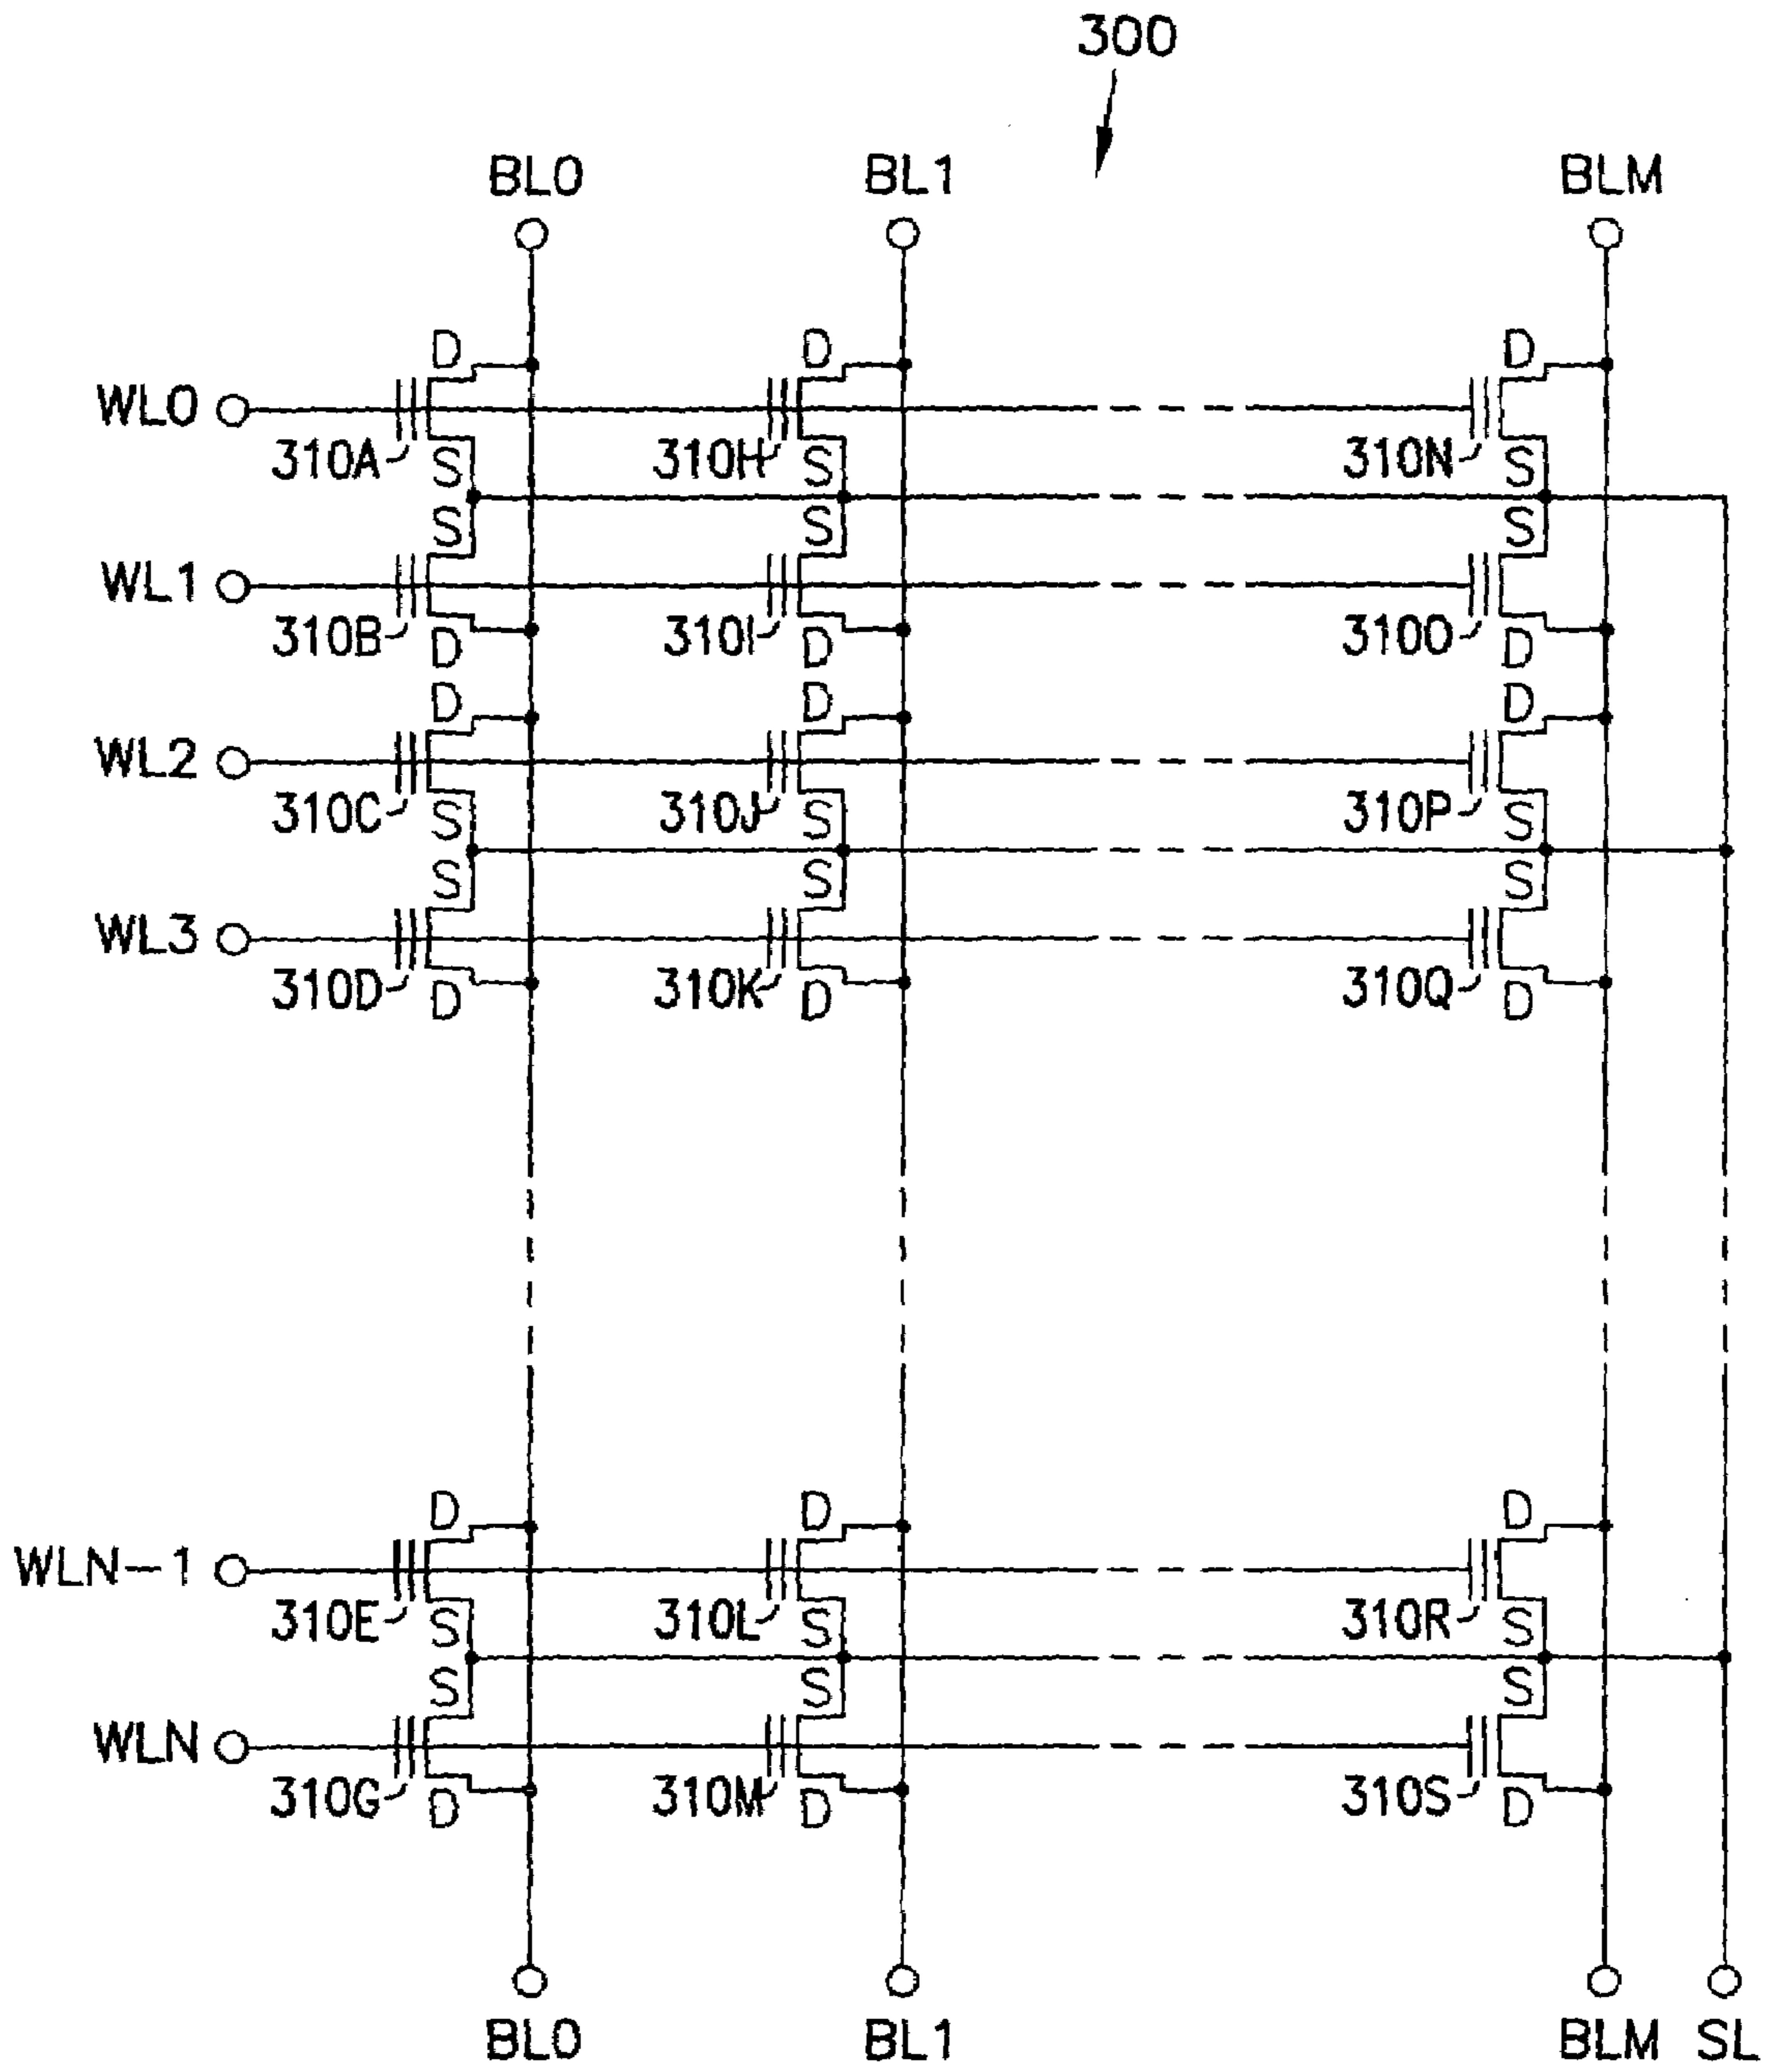 300
BL0 BL1 BLM
D D D
WL0
310A 310H 310N
S S S
S S S
WL1
310B 310I 310O
D D D
D D D
WL2
310C 310J 310P
S S S
S S S
WL3
310D 310K 310Q
D D D
D D D
WLN-1
310E 310L 310R
S S S
S S S
WLN
310G 310M 310S
D D D
BL0 BL1 BLM SL